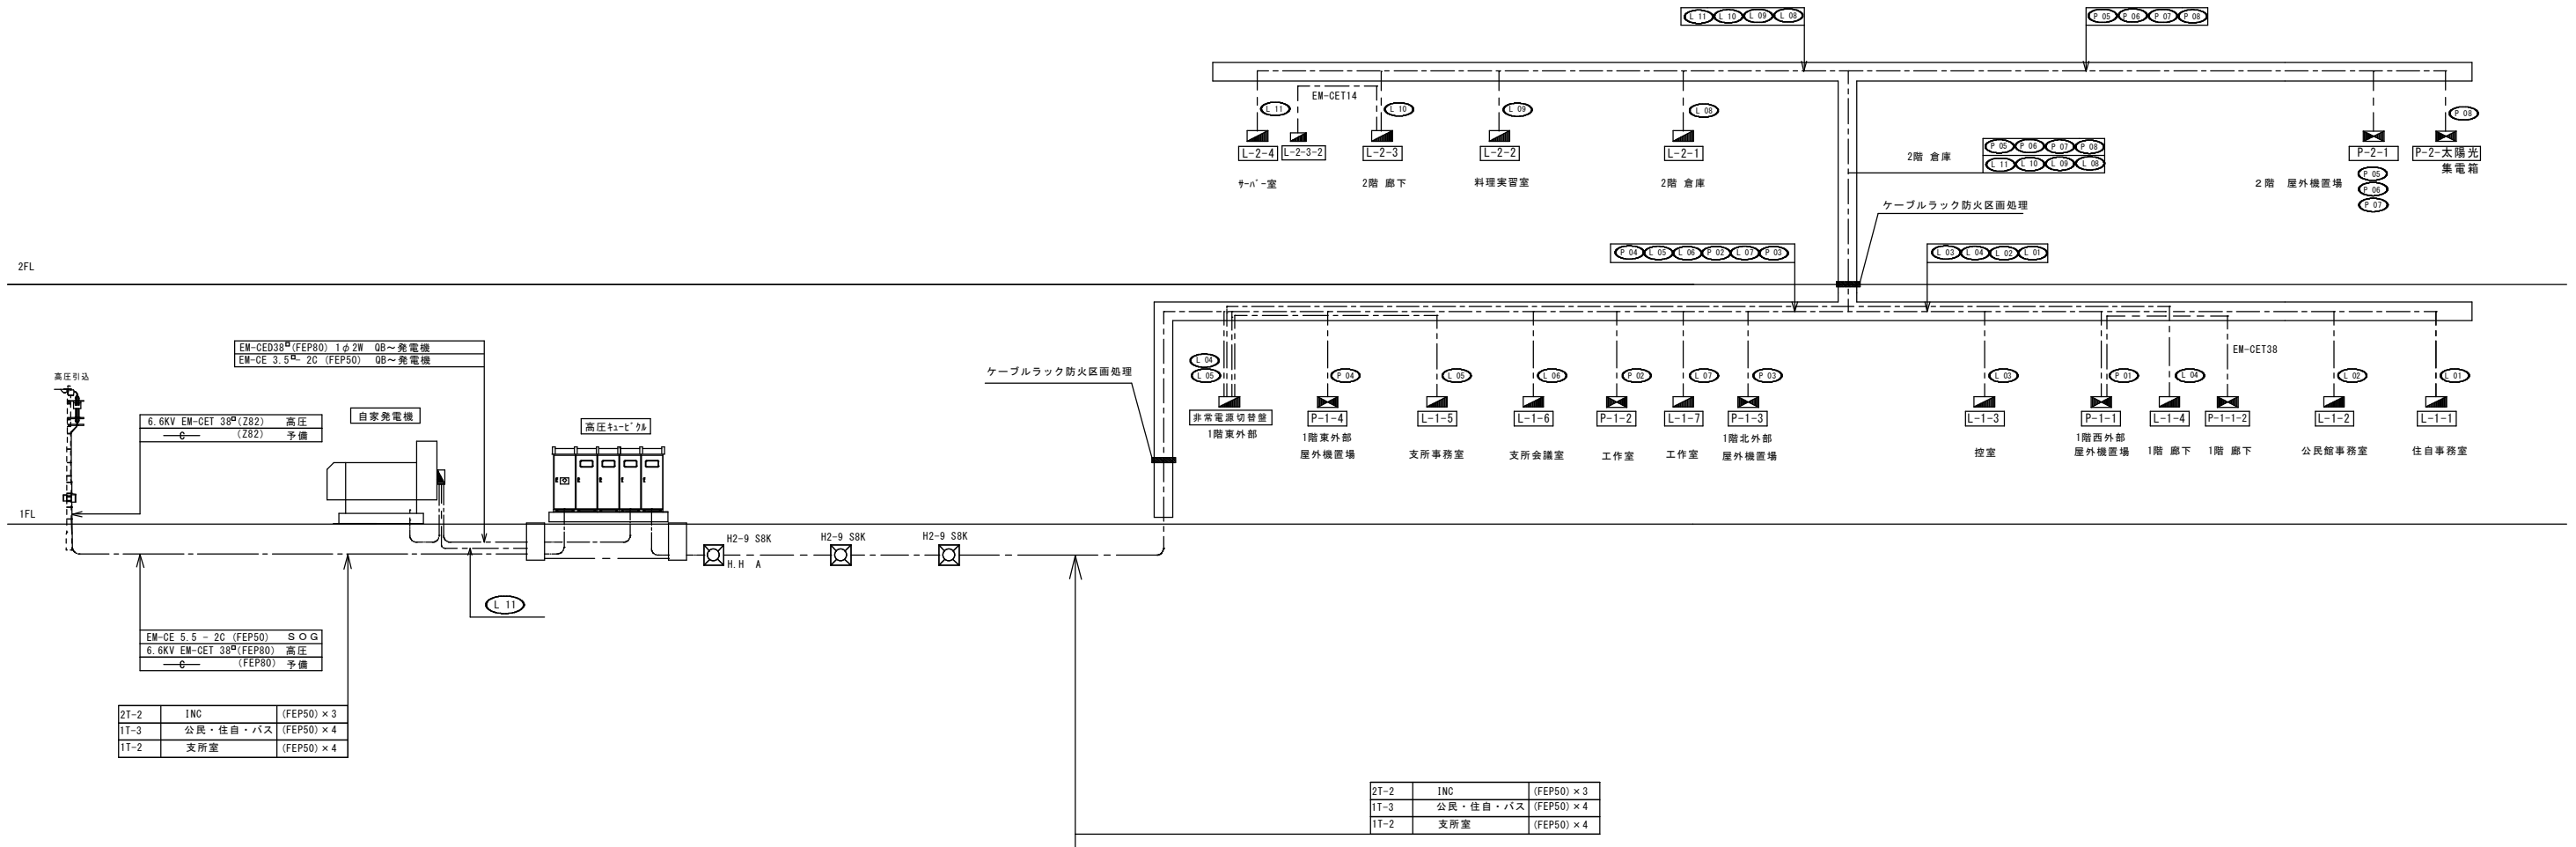 L 11 L 10 L 09 L 08
P 05 P 06 P 07 P 08
EM-CET14
L 11
L 10
L 09
L 08
P 08
L-2-4
L-2-3-2
L-2-3
L-2-2
L-2-1
P-2-1
P-2-太陽光
集電箱
サーバー室
2階 廊下
料理実習室
2階 倉庫
2階 倉庫
P 05 P 06 P 07 P 08
L 11 L 10 L 09 L 08
2階 屋外機置場
P 05
P 06
P 07
ケーブルラック防火区画処理
2FL
P 04 L 05 L 06 P 02 L 07 P 03
L 03 L 04 L 02 L 01
EM-CED38□(FEP80) 1φ2W QB～発電機
EM-CE 3.5□- 2C (FEP50) QB～発電機
ケーブルラック防火区画処理
高圧引込
6.6KV EM-CET 38□(Z82) 高圧
C (Z82) 予備
自家発電機
高圧キュービクル
EM-CET38
L 04
L 05
P 04
L 05
L 06
P 02
L 07
P 03
L 03
P 01
L 04
L 02
L 01
非常電源切替盤
P-1-4
L-1-5
L-1-6
P-1-2
L-1-7
P-1-3
L-1-3
P-1-1
L-1-4
P-1-1-2
L-1-2
L-1-1
1階東外部
1階東外部
屋外機置場
支所事務室
支所会議室
工作室
工作室
1階北外部
屋外機置場
控室
1階西外部
屋外機置場
1階 廊下
1階 廊下
公民館事務室
住自事務室
1FL
H2-9 S8K
H.H A
H2-9 S8K
H2-9 S8K
L 11
EM-CE 5.5 - 2C (FEP50) SOG
6.6KV EM-CET 38□(FEP80) 高圧
C (FEP80) 予備
2T-2 INC (FEP50)×3
1T-3 公民・住自・バス (FEP50)×4
1T-2 支所室 (FEP50)×4
2T-2 INC (FEP50)×3
1T-3 公民・住自・バス (FEP50)×4
1T-2 支所室 (FEP50)×4